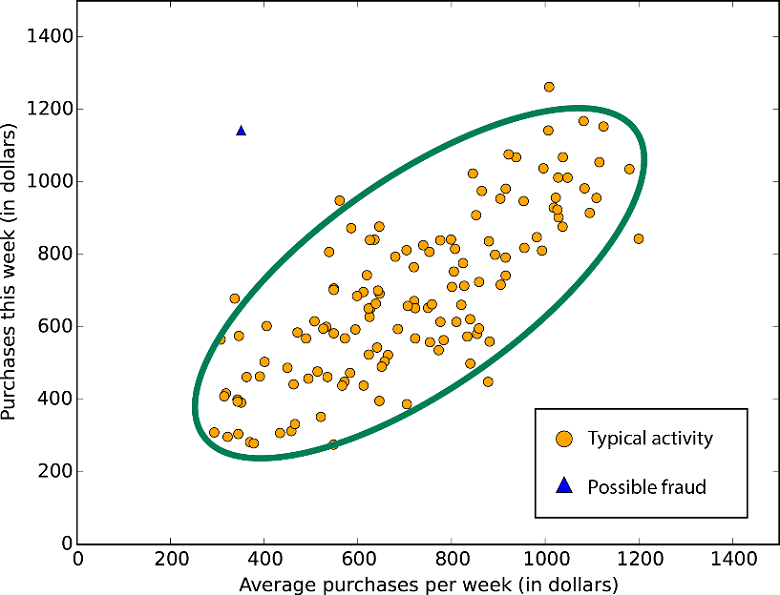 1400
1200
1000
800
600
400
200
0
Purchases this week (in dollars)
Typical activity
Possible fraud
0 200 400 600 800 1000 1200 1400
Average purchases per week (in dollars)